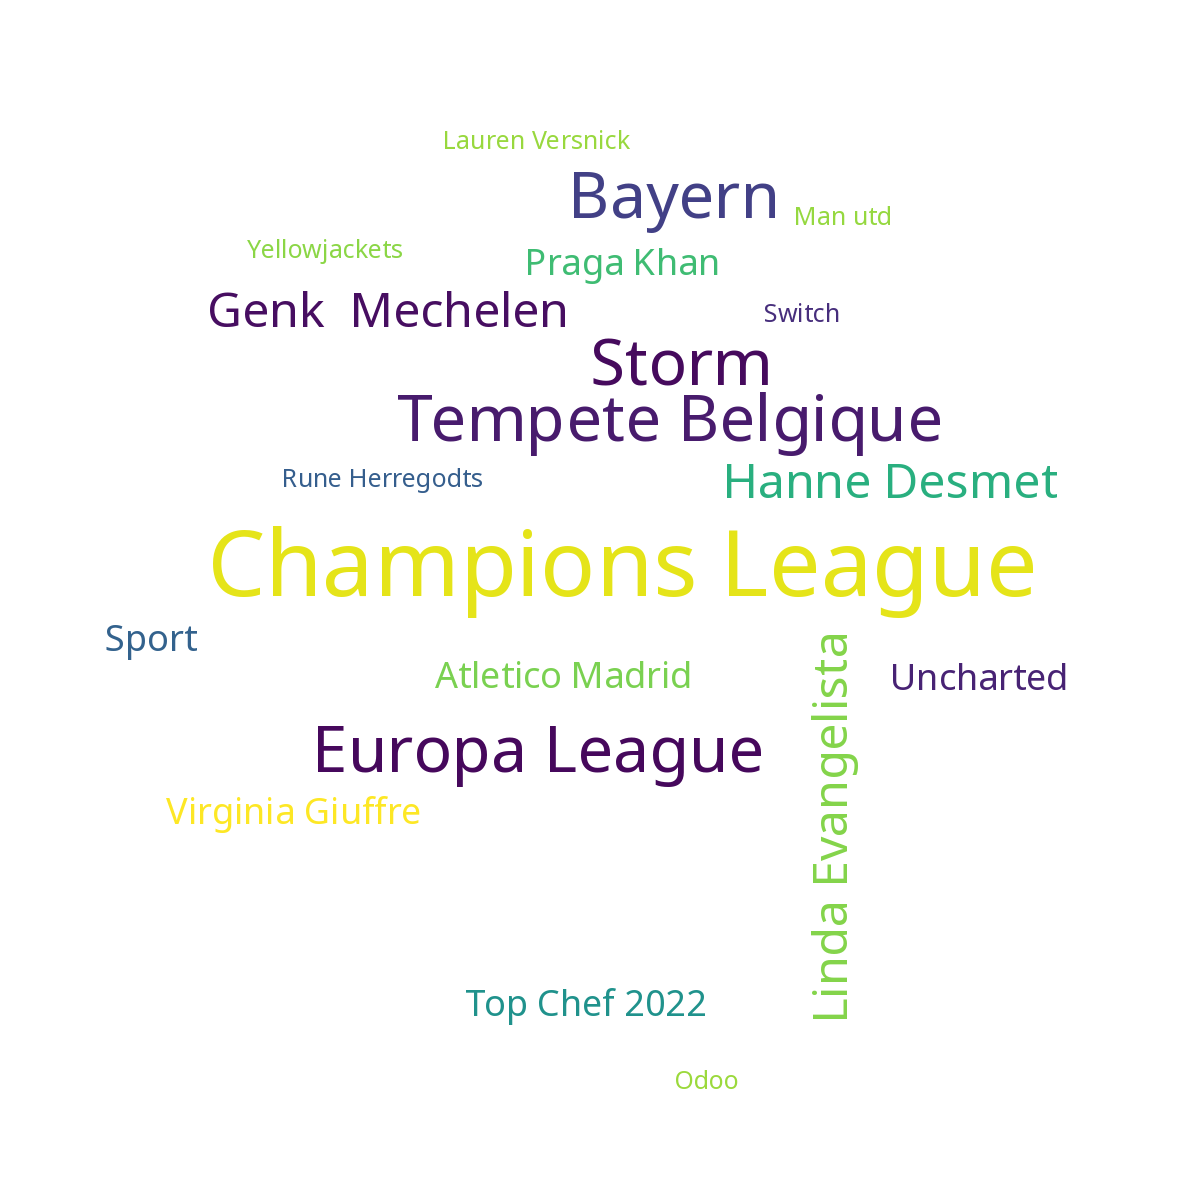 Lauren Versnick
Bayern
Man utd
Yellowjackets
Praga Khan
Genk Mechelen
Switch
Storm
Tempete Belgique
Rune Herregodts
Hanne Desmet
Champions League
Sport
Atletico Madrid
Uncharted
Linda Evangelista
Europa League
Virginia Giuffre
Top Chef 2022
Odoo